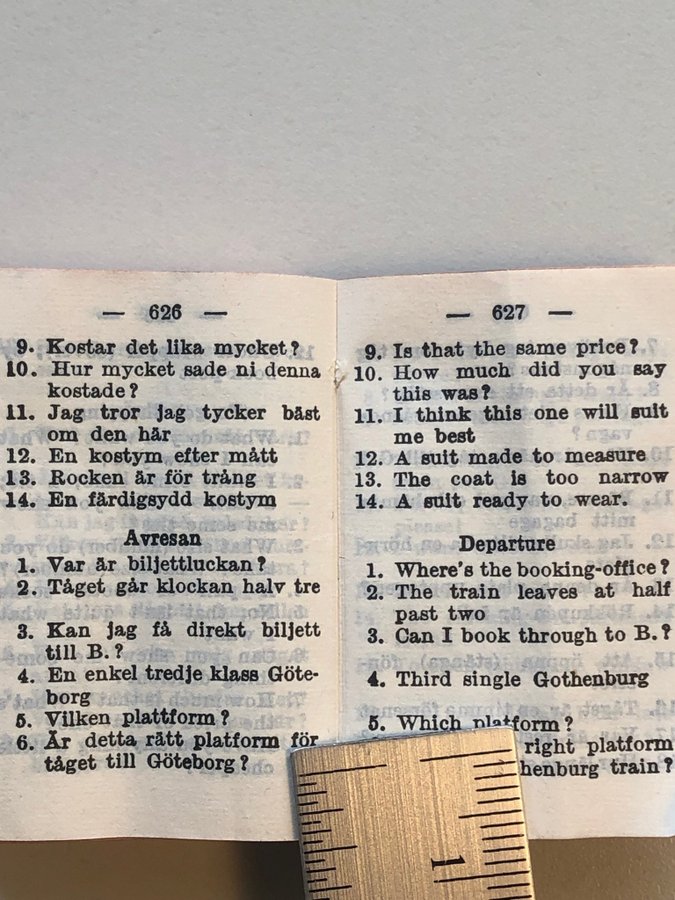 — 626 —
9. Kostar det lika mycket?
10. Hur mycket sade ni denna
kostade?
11. Jag tror jag tycker bäst
om den här
12. En kostym efter mått
13. Rocken är för trång
14. En färdigsydd kostym
Avresan
1. Var är biljettluckan?
2. Tåget går klockan halv tre
3. Kan jag få direkt biljett
till B.?
4. En enkel tredje klass Göte-
borg
5. Vilken plattform?
6. Är detta rätt platform för
tåget till Göteborg?
— 627 —
9. Is that the same price?
10. How much did you say
this was?
11. I think this one will suit
me best
12. A suit made to measure
13. The coat is too narrow
14. A suit ready to wear.
Departure
1. Where's the booking-office?
2. The train leaves at half
past two
3. Can I book through to B.?
4. Third single Gothenburg
5. Which platform?
right platform
henburg train?
1